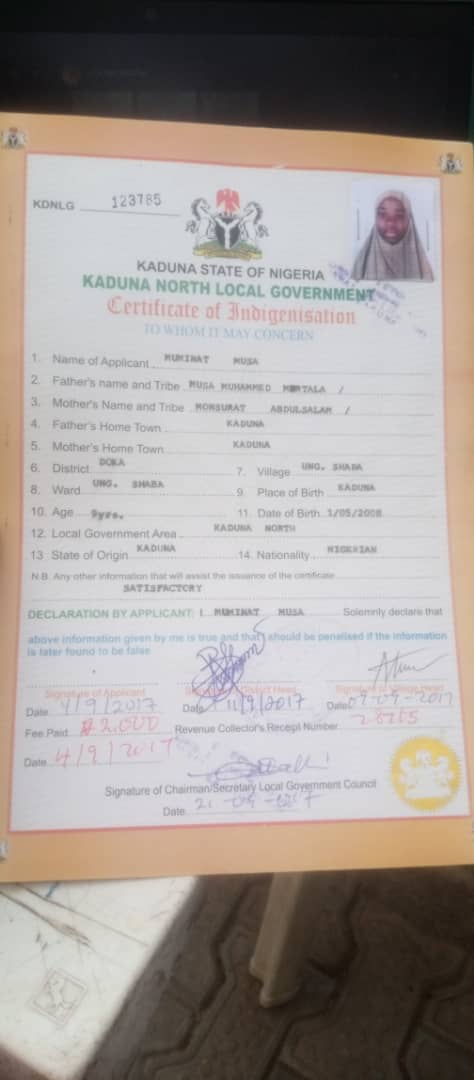 KDNLG 123785
KADUNA STATE OF NIGERIA
KADUNA NORTH LOCAL GOVERNMENT
Certificate of Indigenisation
TO WHOM IT MAY CONCERN
1. Name of Applicant MUMINAT MUSA
2. Father's name and Tribe MUSA MUHAMMED MURTALA /
3. Mother's Name and Tribe MONSURAT ABDULSALAM /
4. Father's Home Town KADUNA
5. Mother's Home Town KADUNA
6. District DOKA 7. Village UNG. SHABA
8. Ward UNG. SHABA 9. Place of Birth KADUNA
10. Age 9yrs. 11. Date of Birth 1/05/2008
12. Local Government Area KADUNA NORTH
13 State of Origin KADUNA 14. Nationality NIGERIAN
N.B. Any other information that will assist the issuance of the certificate
SATISFACTORY
DECLARATION BY APPLICANT: I. MUMINAT MUSA Solemnly declare that
above information given by me is true and that I should be penalised if the information
is later found to be false
Signature of Applicant Signature of District Head Signature of Village Head
Date 4/9/2017 Date 11/9/2017 Date 07-09-2017
Fee Paid ₦2,000 Revenue Collector's Receipt Number
Date 4/9/2017
Signature of Chairman/Secretary Local Government Council
Date 21-09-2017